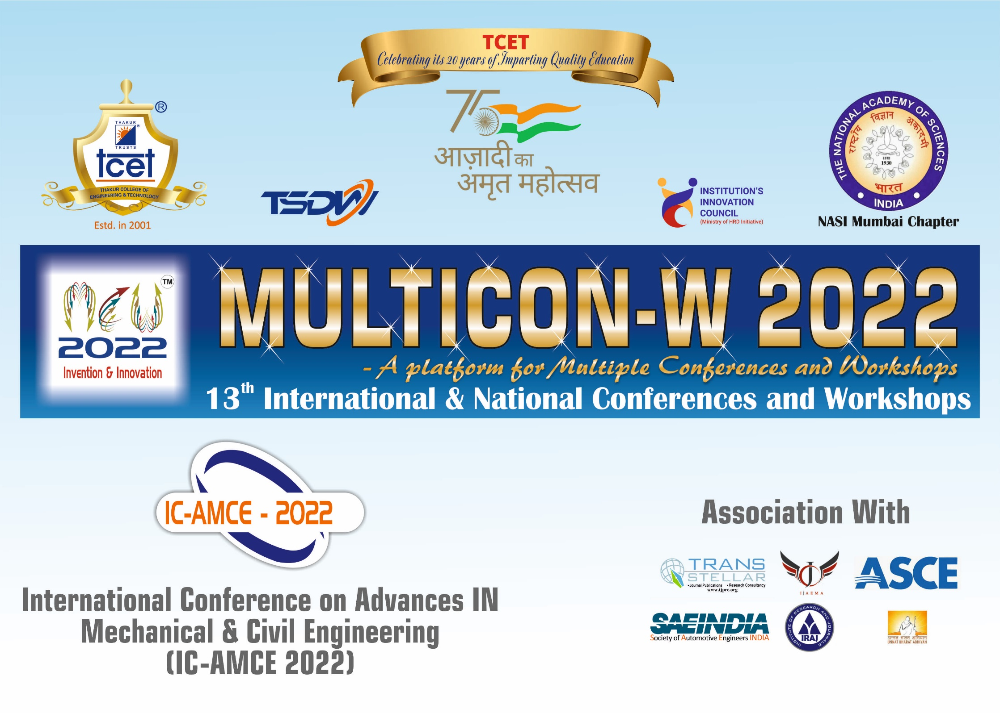 TCET
Celebrating its 20 years of Imparting Quality Education
®
THAKUR
®
TRUSTS
tcet
THAKUR COLLEGE OF
ENGINEERING & TECHNOLOGY
Estd. in 2001
TSDW
75
आज़ादी का
अमृत महोत्सव
INSTITUTION'S
INNOVATION
COUNCIL
(Ministry of HRD Initiative)
THE NATIONAL ACADEMY OF SCIENCES
राष्ट्रीय विज्ञान अकादमी
ESTD
1930
भारत
INDIA
NASI Mumbai Chapter
TM
2022
Invention & Innovation
MULTICON-W 2022
- A platform for Multiple Conferences and Workshops
13th International & National Conferences and Workshops
IC-AMCE - 2022
International Conference on Advances IN
Mechanical & Civil Engineering
(IC-AMCE 2022)
Association With
TRANS
STELLAR
•Journal Publications •Research Consultancy
www.tjprc.org
IJAEMA
ASCE
SAEINDIA
Society of Automotive Engineers INDIA
INSTITUTE OF RESEARCH AND JOURNALS
IRAJ
उन्नत भारत अभियान
UNNAT BHARAT ABHIYAN